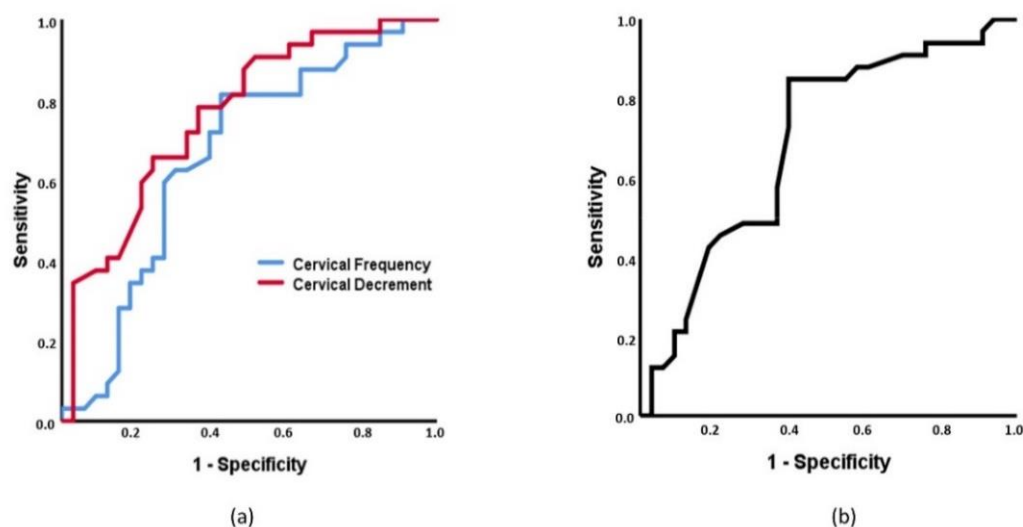 1.0
0.8
0.6
0.4
0.2
0.0
Sensitivity
Cervical Frequency
Cervical Decrement
0.2 0.4 0.6 0.8 1.0
1 - Specificity
(a)
1.0
0.8
0.6
0.4
0.2
0.0
Sensitivity
0.2 0.4 0.6 0.8 1.0
1 - Specificity
(b)